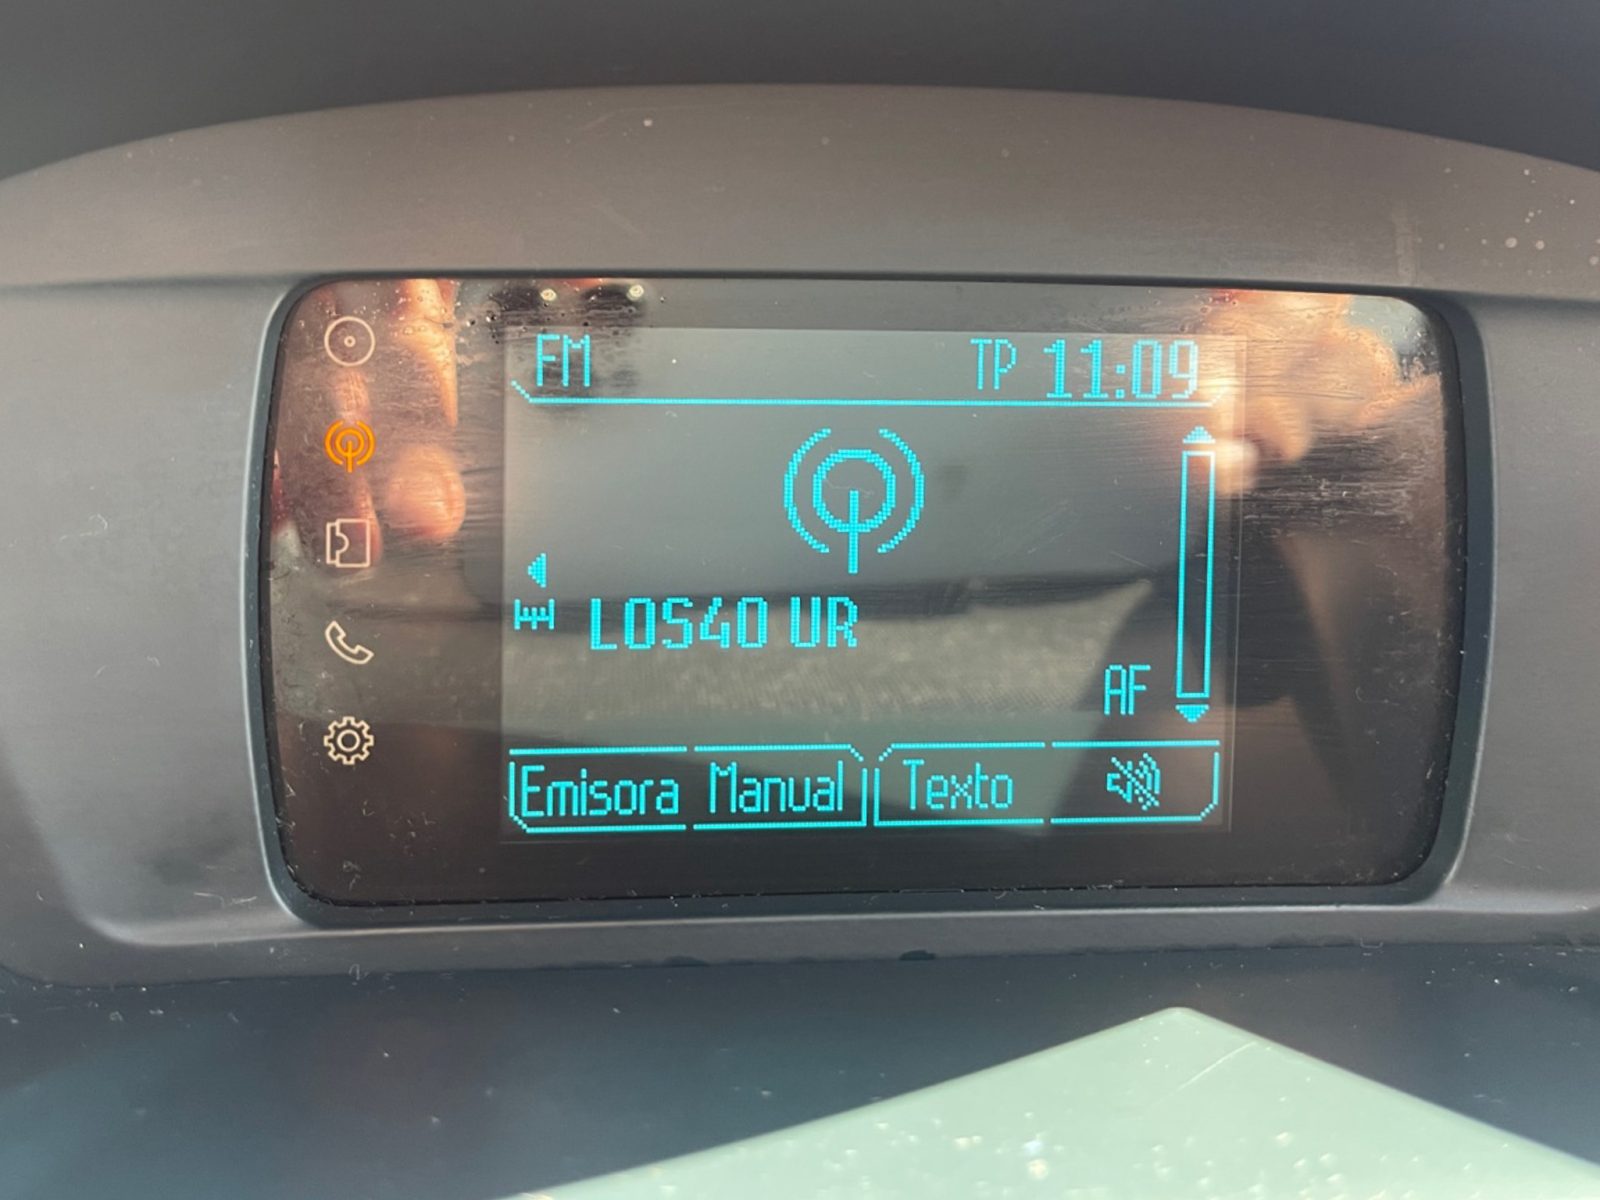 FM TP 11:09
LOS40 UR
AF
Emisora Manual Texto